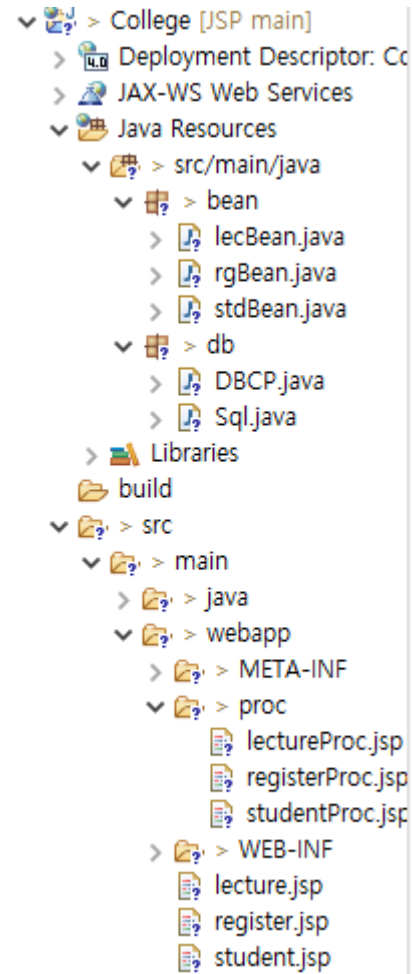 > College [JSP main]
Deployment Descriptor: Co
JAX-WS Web Services
Java Resources
> src/main/java
> bean
lecBean.java
rgBean.java
stdBean.java
> db
DBCP.java
Sql.java
Libraries
build
> src
> main
> java
> webapp
> META-INF
> proc
lectureProc.jsp
registerProc.jsp
studentProc.jsp
> WEB-INF
lecture.jsp
register.jsp
student.jsp